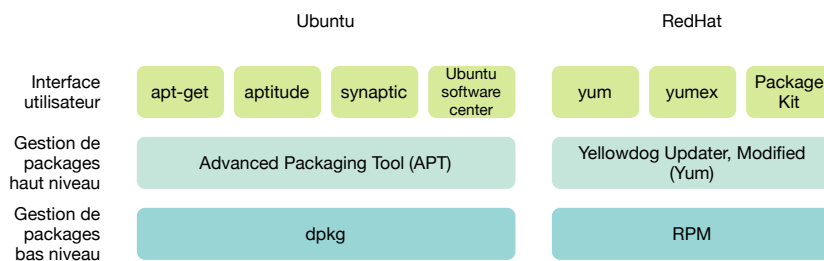 Ubuntu
RedHat
Interface
utilisateur
apt-get
aptitude
synaptic
Ubuntu
software
center
yum
yumex
Package
Kit
Gestion de
packages
haut niveau
Advanced Packaging Tool (APT)
Yellowdog Updater, Modified
(Yum)
Gestion de
packages
bas niveau
dpkg
RPM